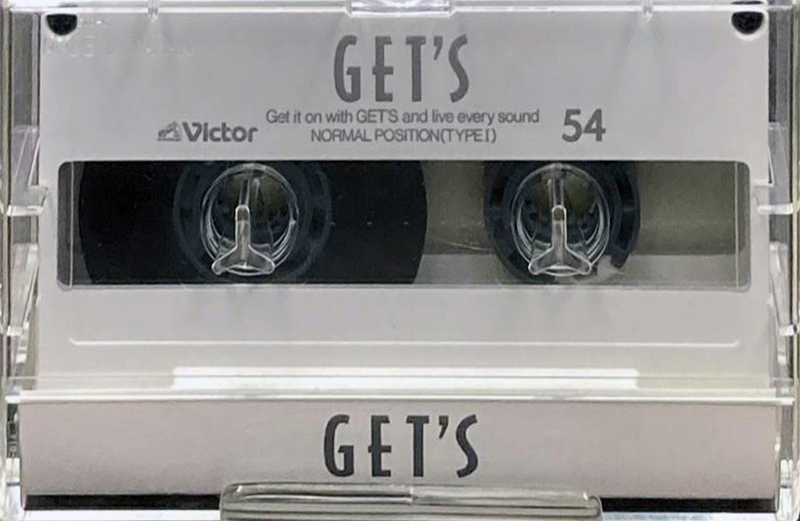 GET'S
Get it on with GET'S and live every sound
Victor
NORMAL POSITION(TYPE I)
54
GET'S